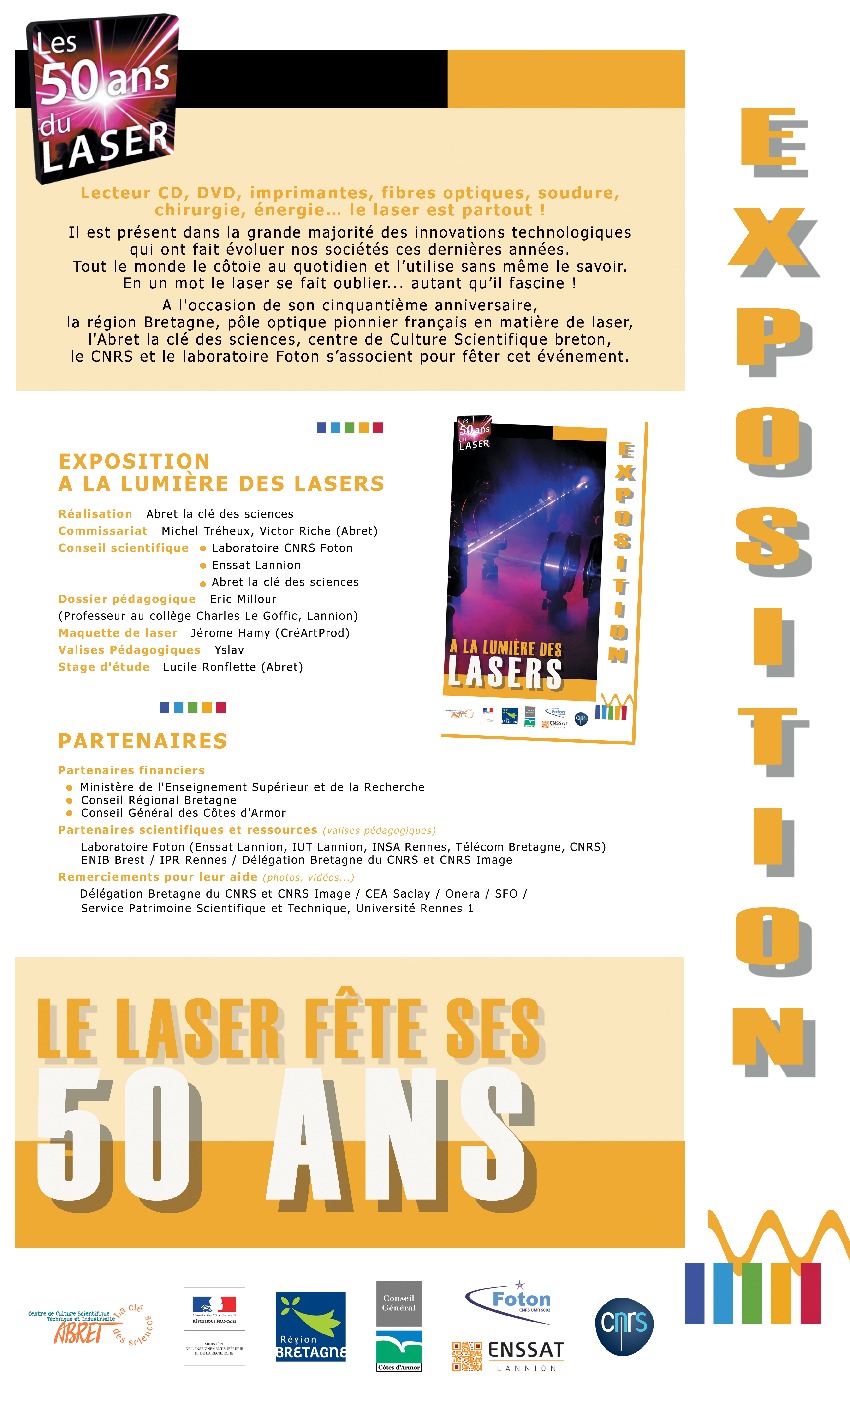 Les
50 ans
du
LASER
Lecteur CD, DVD, imprimantes, fibres optiques, soudure,
chirurgie, énergie... le laser est partout !
Il est présent dans la grande majorité des innovations technologiques
qui ont fait évoluer nos sociétés ces dernières années.
Tout le monde le côtoie au quotidien et l'utilise sans même le savoir.
En un mot le laser se fait oublier... autant qu'il fascine !
A l'occasion de son cinquantième anniversaire,
la région Bretagne, pôle optique pionnier français en matière de laser,
l'Abret la clé des sciences, centre de Culture Scientifique breton,
le CNRS et le laboratoire Foton s'associent pour fêter cet événement.
EXPOSITION
EXPOSITION
A LA LUMIÈRE DES LASERS
Réalisation Abret la clé des sciences
Commissariat Michel Tréheux, Victor Riche (Abret)
Conseil scientifique • Laboratoire CNRS Foton
• Enssat Lannion
• Abret la clé des sciences
Dossier pédagogique Eric Millour
(Professeur au collège Charles Le Goffic, Lannion)
Maquette de laser Jérome Hamy (CréArtProd)
Valises Pédagogiques Yslav
Stage d'étude Lucile Ronflette (Abret)
Les
50 ans
LASER
EXPOSITION
A LA LUMIÈRE DES
LASERS
Foton
ENSSAT
cnrs
PARTENAIRES
Partenaires financiers
• Ministère de l'Enseignement Supérieur et de la Recherche
• Conseil Régional Bretagne
• Conseil Général des Côtes d'Armor
Partenaires scientifiques et ressources (valises pédagogiques)
Laboratoire Foton (Enssat Lannion, IUT Lannion, INSA Rennes, Télécom Bretagne, CNRS)
ENIB Brest / IPR Rennes / Délégation Bretagne du CNRS et CNRS Image
Remerciements pour leur aide (photos, vidéos...)
Délégation Bretagne du CNRS et CNRS Image / CEA Saclay / Onera / SFO /
Service Patrimoine Scientifique et Technique, Université Rennes 1
LE LASER FÊTE SES
50 ANS
Centre de Culture Scientifique
Technique et Industrielle
ABRET
La clé
des sciences
Région
BRETAGNE
Conseil
Général
Côtes d'Armor
Foton
ENSSAT
LANNION
cnrs